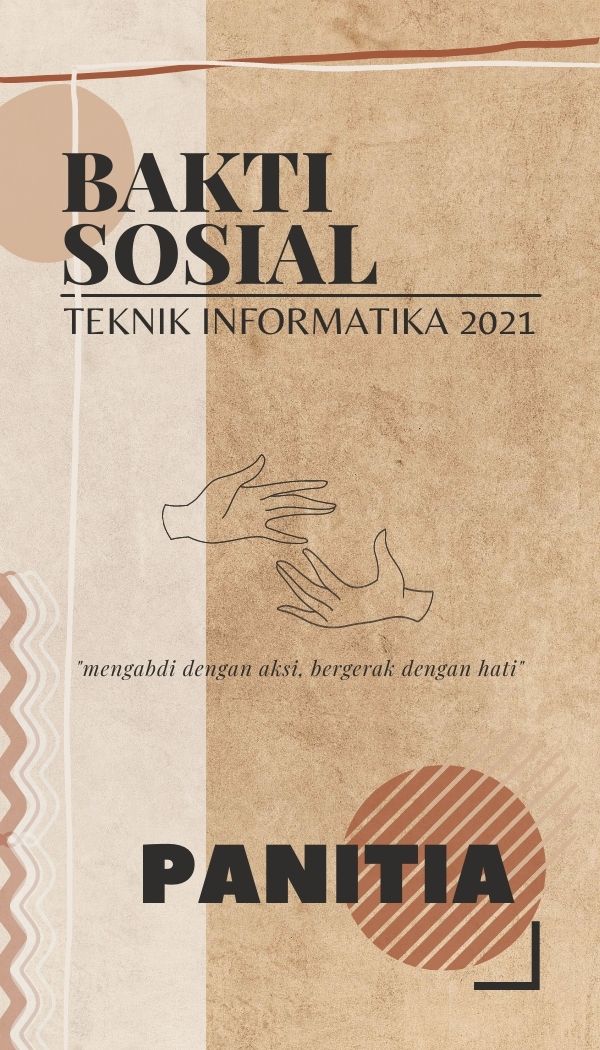 BAKTI
SOSIAL
TEKNIK INFORMATIKA 2021
"mengabdi dengan aksi, bergerak dengan hati"
PANITIA